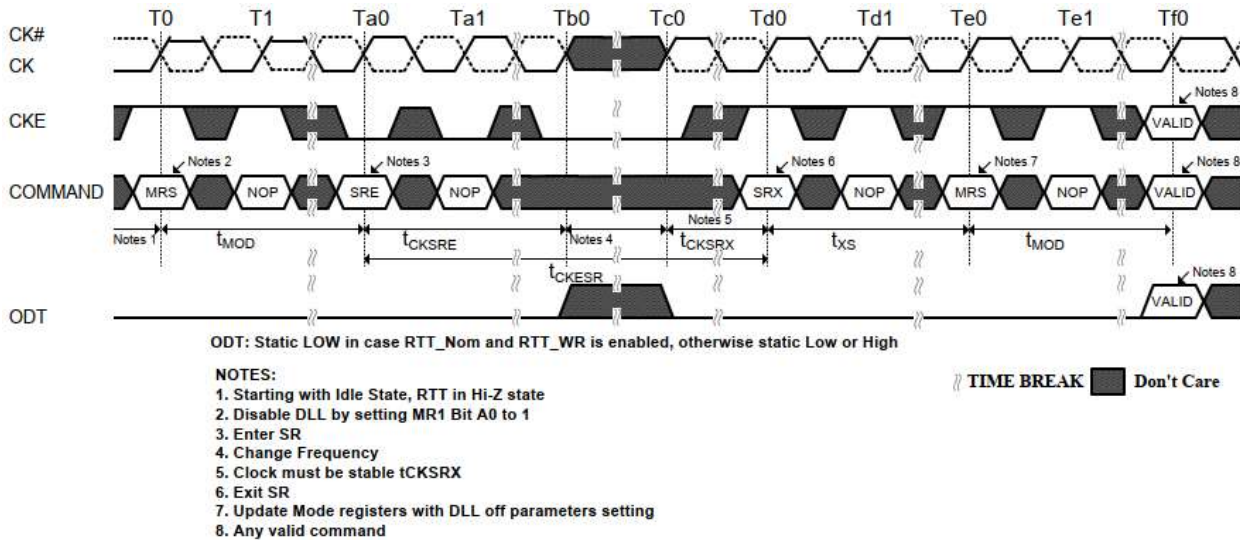 T0 T1 Ta0 Ta1 Tb0 Tc0 Td0 Td1 Te0 Te1 Tf0
CK#
CK
Notes 8
CKE VALID
Notes 2 Notes 3 Notes 6 Notes 7 Notes 8
COMMAND MRS NOP SRE NOP SRX NOP MRS NOP VALID
Notes 1 tMOD tCKSRE Notes 4 Notes 5 tCKSRX tXS tMOD
tCKESR
Notes 8
ODT VALID
ODT: Static LOW in case RTT_Nom and RTT_WR is enabled, otherwise static Low or High
NOTES:
1. Starting with Idle State, RTT in Hi-Z state
2. Disable DLL by setting MR1 Bit A0 to 1
3. Enter SR
4. Change Frequency
5. Clock must be stable tCKSRX
6. Exit SR
7. Update Mode registers with DLL off parameters setting
8. Any valid command
TIME BREAK Don't Care